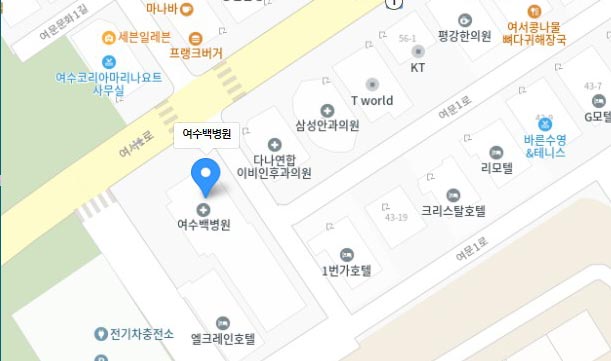 마나바
여문문화1길
세븐일레븐
프랭크버거
여수코리아마리나요트
사무실
평강한의원
여서콩나물
뼈다귀해장국
56-1
KT
T world
삼성안과의원
여문1로
43-7
G모텔
바른수영
&테니스
리모텔
여서1로
여수백병원
다나연합
이비인후과의원
여수백병원
크리스탈호텔
43-19
여문1로
1번가호텔
전기차충전소
엘크레인호텔